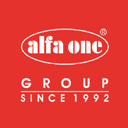 alfa one ®
GROUP
SINCE 1992